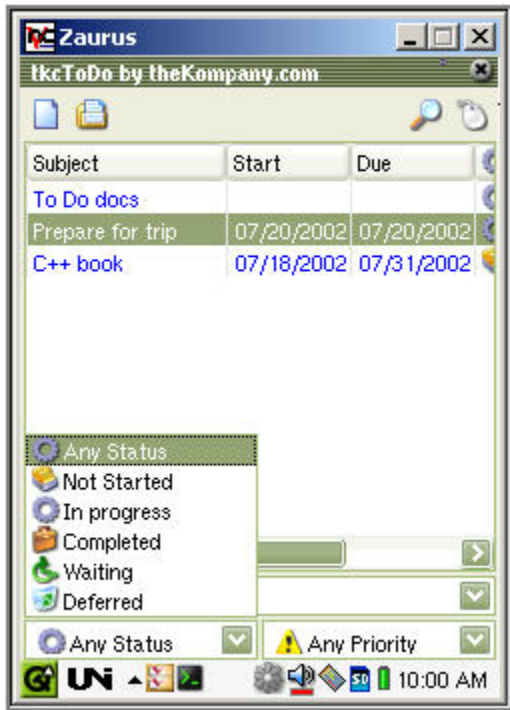 Zaurus
tkcToDo by theKompany.com
Subject Start Due
To Do docs
Prepare for trip 07/20/2002 07/20/2002
C++ book 07/18/2002 07/31/2002
Any Status
Not Started
In progress
Completed
Waiting
Deferred
Any Status Any Priority
UNi SD 10:00 AM